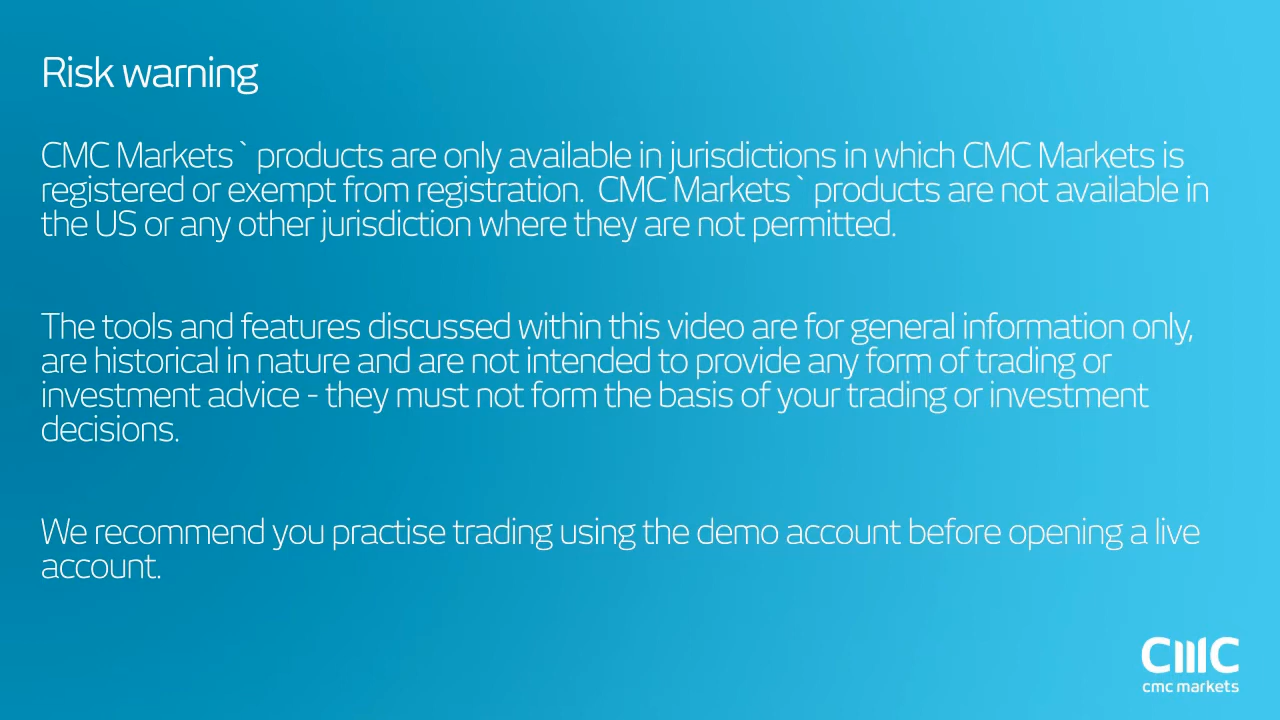 Risk warning
CMC Markets` products are only available in jurisdictions in which CMC Markets is
registered or exempt from registration.  CMC Markets` products are not available in
the US or any other jurisdiction where they are not permitted.
The tools and features discussed within this video are for general information only,
are historical in nature and are not intended to provide any form of trading or
investment advice - they must not form the basis of your trading or investment
decisions.
We recommend you practise trading using the demo account before opening a live
account.
CMC
cmc markets